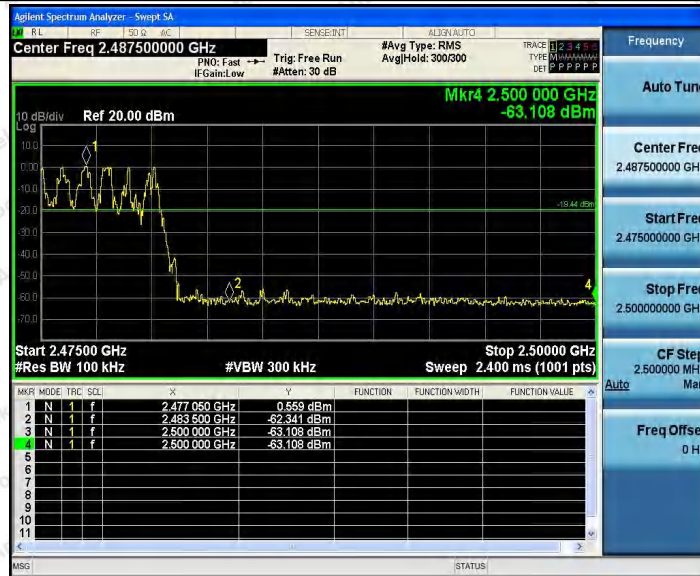 Agilent Spectrum Analyzer - Swept SA
RL RF 50 Ω AC SENSE:INT ALIGN AUTO
Center Freq 2.487500000 GHz
PNO: Fast
IFGain:Low
Trig: Free Run
#Atten: 30 dB
#Avg Type: RMS
Avg|Hold: 300/300
TRACE 1 2 3 4 5 6
TYPE M
DET P P P P P P
Mkr4 2.500 000 GHz
-63.108 dBm
10 dB/div Ref 20.00 dBm
Log
10.0
0.00
-10.0
-20.0
-30.0
-40.0
-50.0
-60.0
-70.0
1
-19.44 dBm
2
4
Start 2.47500 GHz Stop 2.50000 GHz
#Res BW 100 kHz #VBW 300 kHz Sweep 2.400 ms (1001 pts)
MKR MODE TRC SCL X Y FUNCTION FUNCTION WIDTH FUNCTION VALUE
1 N 1 f 2.477 050 GHz 0.559 dBm
2 N 1 f 2.483 500 GHz -62.341 dBm
3 N 1 f 2.500 000 GHz -63.108 dBm
4 N 1 f 2.500 000 GHz -63.108 dBm
5
6
7
8
9
10
11
MSG STATUS
Frequency
Auto Tun
Center Fre
2.487500000 GH
Start Fre
2.475000000 GH
Stop Fre
2.500000000 GH
CF Step
2.500000 MH
Auto Ma
Freq Offse
0 H